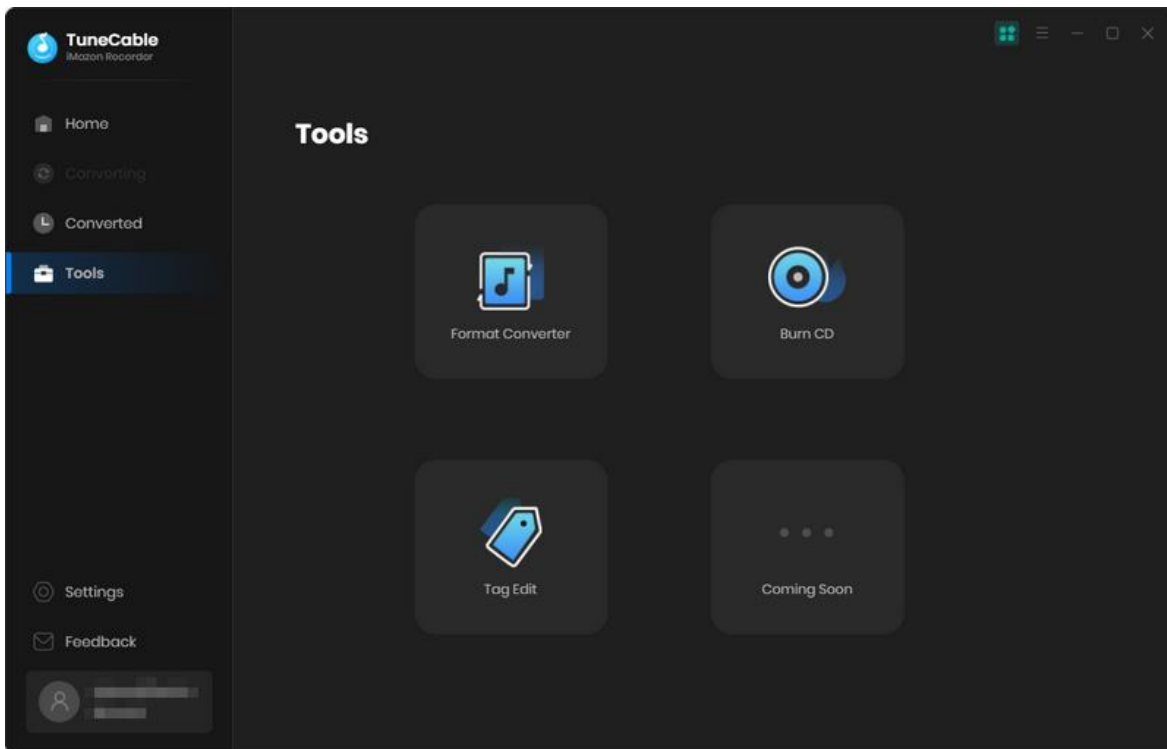 TuneCable
iMazon Recorder
Home
Converting
Converted
Tools
Settings
Feedback
Tools
Format Converter
Burn CD
Tag Edit
Coming Soon